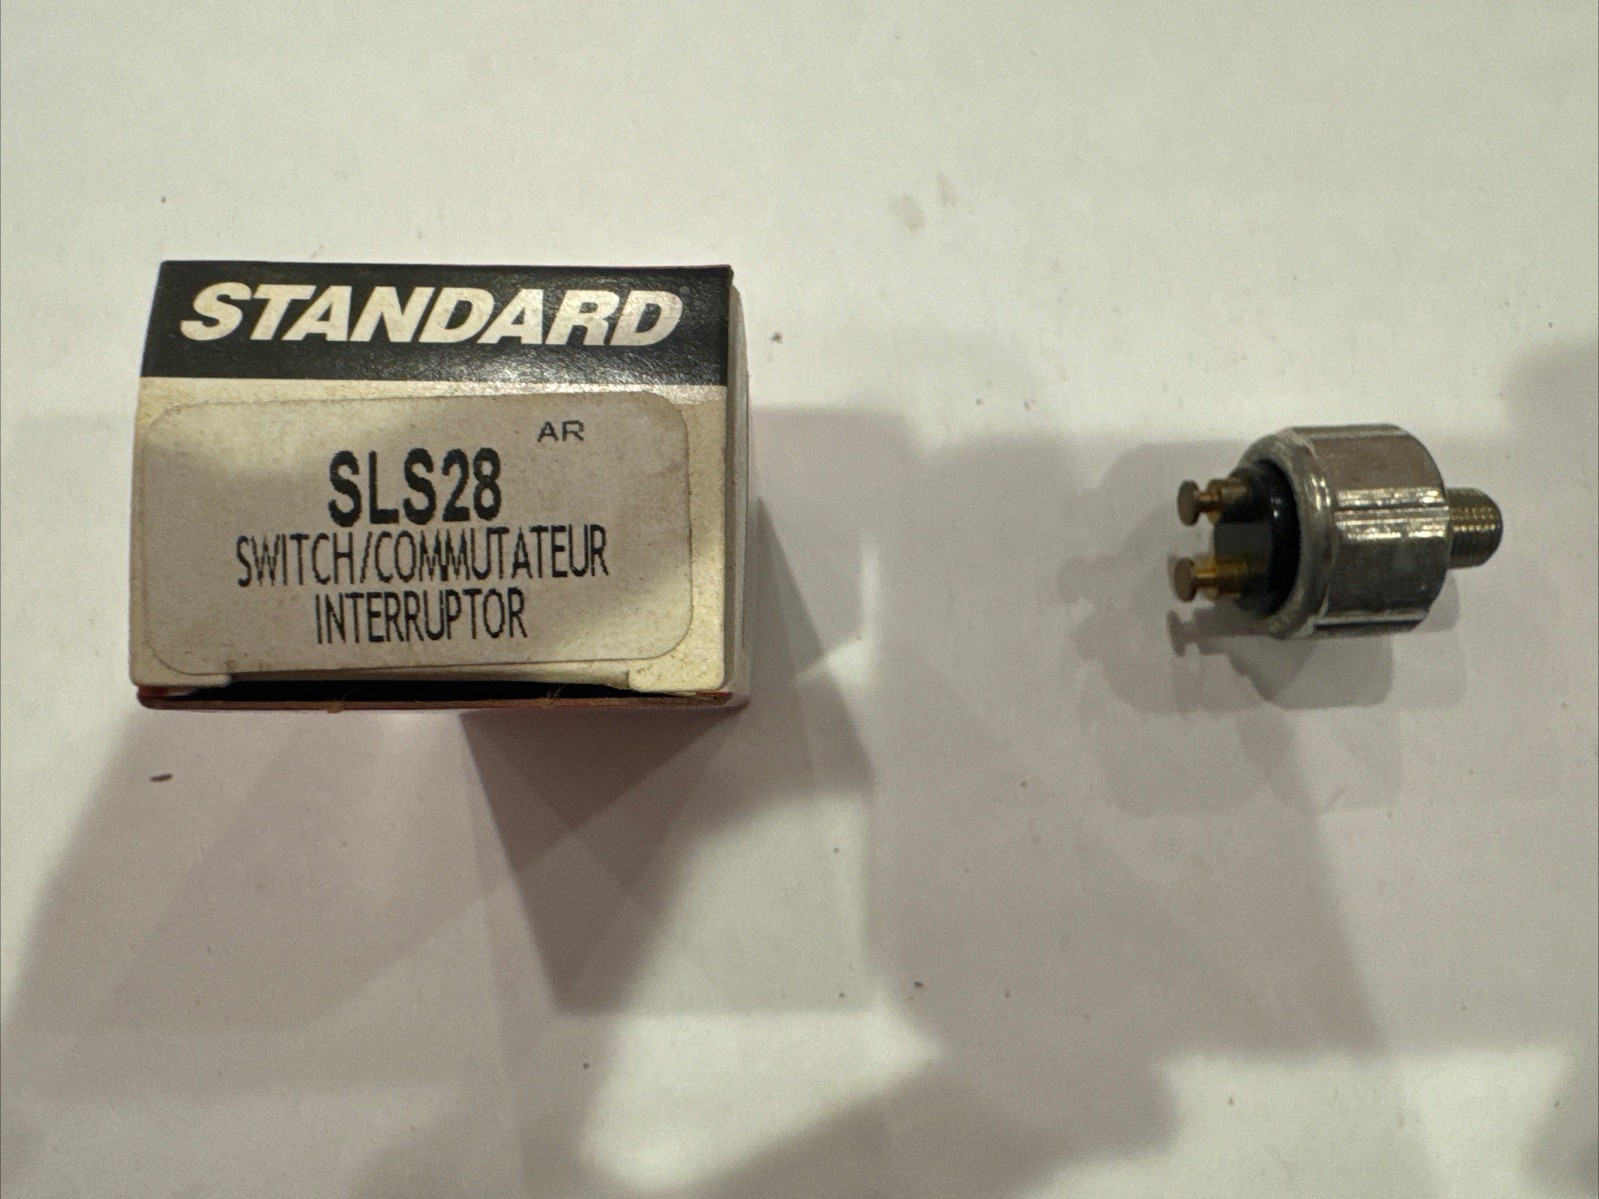 STANDARD
AR
SLS28
SWITCH/COMMUTATEUR
INTERRUPTOR